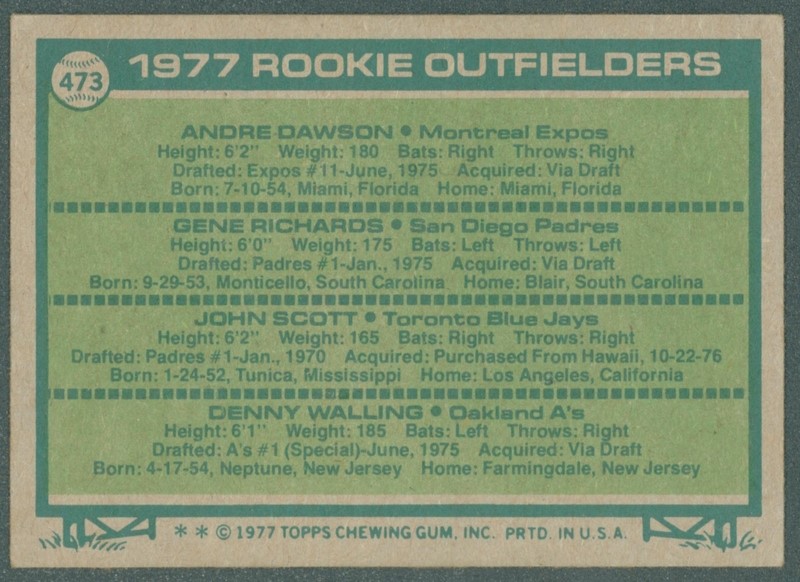 473
1977 ROOKIE OUTFIELDERS
ANDRE DAWSON • Montreal Expos
Height: 6'2" Weight: 180 Bats: Right Throws: Right
Drafted: Expos #11-June, 1975 Acquired: Via Draft
Born: 7-10-54, Miami, Florida Home: Miami, Florida
GENE RICHARDS • San Diego Padres
Height: 6'0" Weight: 175 Bats: Left Throws: Left
Drafted: Padres #1-Jan., 1975 Acquired: Via Draft
Born: 9-29-53, Monticello, South Carolina Home: Blair, South Carolina
JOHN SCOTT • Toronto Blue Jays
Height: 6'2" Weight: 165 Bats: Right Throws: Right
Drafted: Padres #1-Jan., 1970 Acquired: Purchased From Hawaii, 10-22-76
Born: 1-24-52, Tunica, Mississippi Home: Los Angeles, California
DENNY WALLING • Oakland A's
Height: 6'1" Weight: 185 Bats: Left Throws: Right
Drafted: A's #1 (Special)-June, 1975 Acquired: Via Draft
Born: 4-17-54, Neptune, New Jersey Home: Farmingdale, New Jersey
* * © 1977 TOPPS CHEWING GUM, INC. PRTD. IN U.S.A.